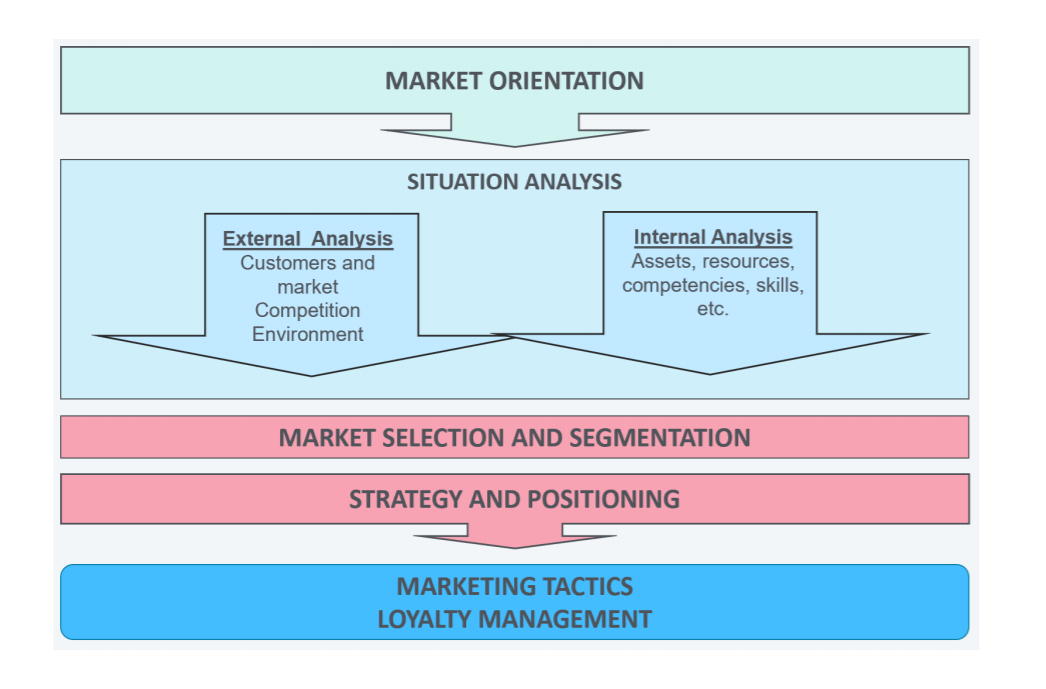 MARKET ORIENTATION
SITUATION ANALYSIS
External Analysis
Customers and
market
Competition
Environment
Internal Analysis
Assets, resources,
competencies, skills,
etc.
MARKET SELECTION AND SEGMENTATION
STRATEGY AND POSITIONING
MARKETING TACTICS
LOYALTY MANAGEMENT